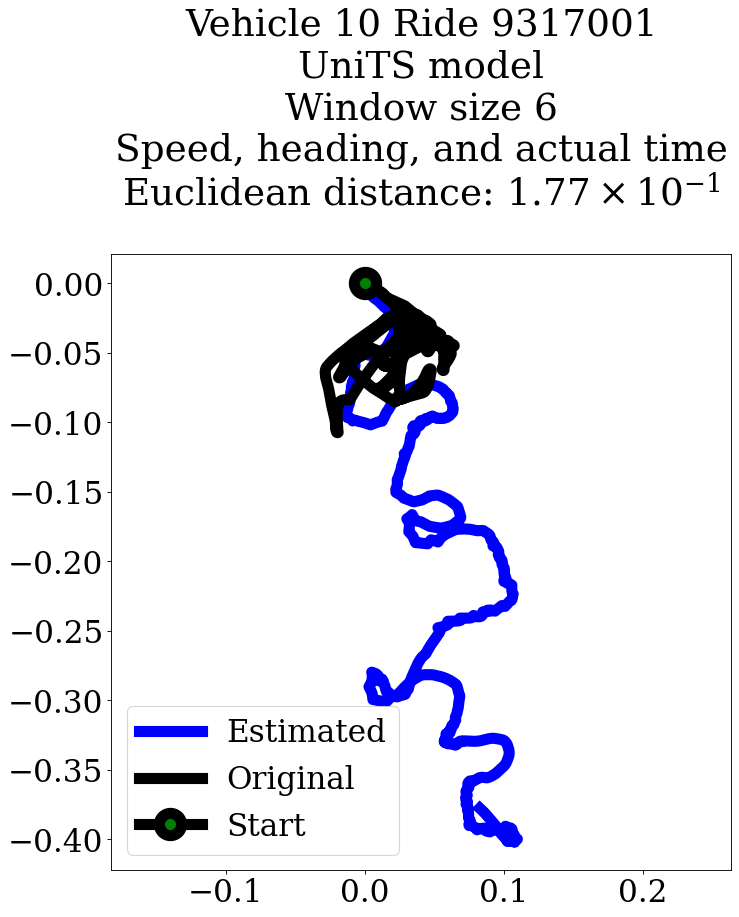 Vehicle 10 Ride 9317001
UniTS model
Window size 6
Speed, heading, and actual time
Euclidean distance: 1.77 × 10⁻¹
0.00
−0.05
−0.10
−0.15
−0.20
−0.25
−0.30
−0.35
−0.40
Estimated
Original
Start
−0.1
0.0
0.1
0.2